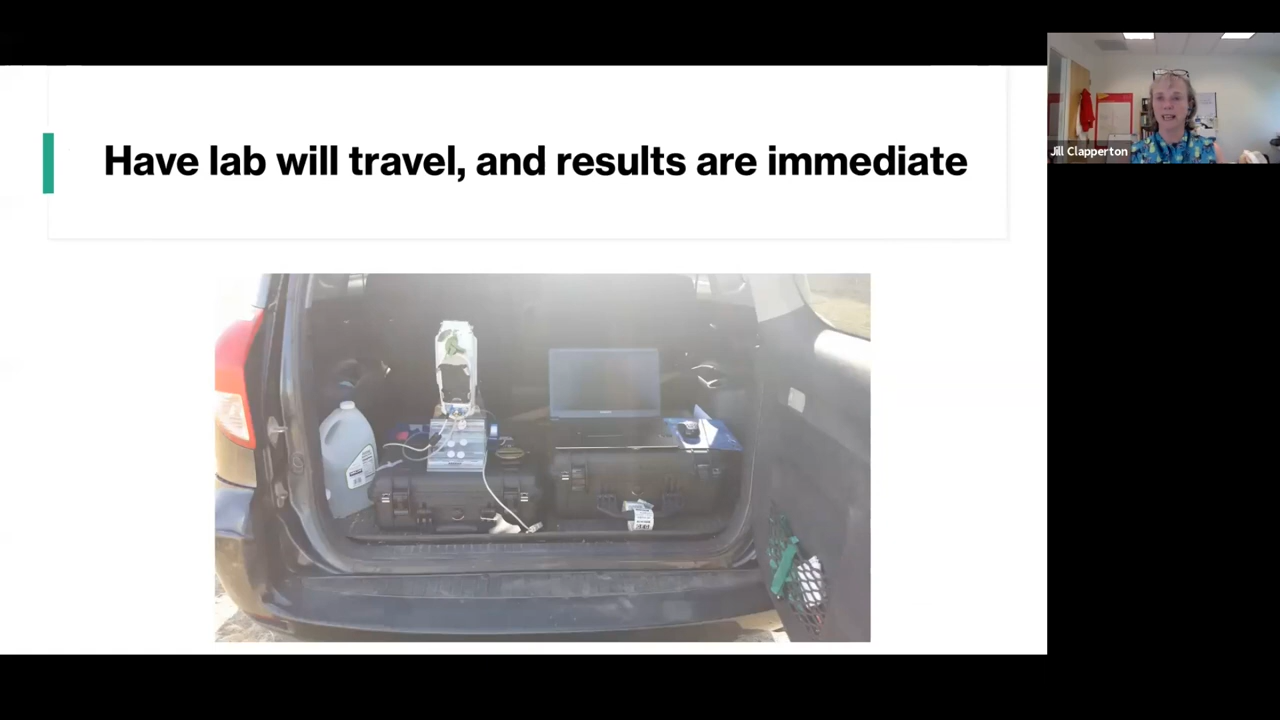 Have lab will travel, and results are immediate
Jill Clapperton